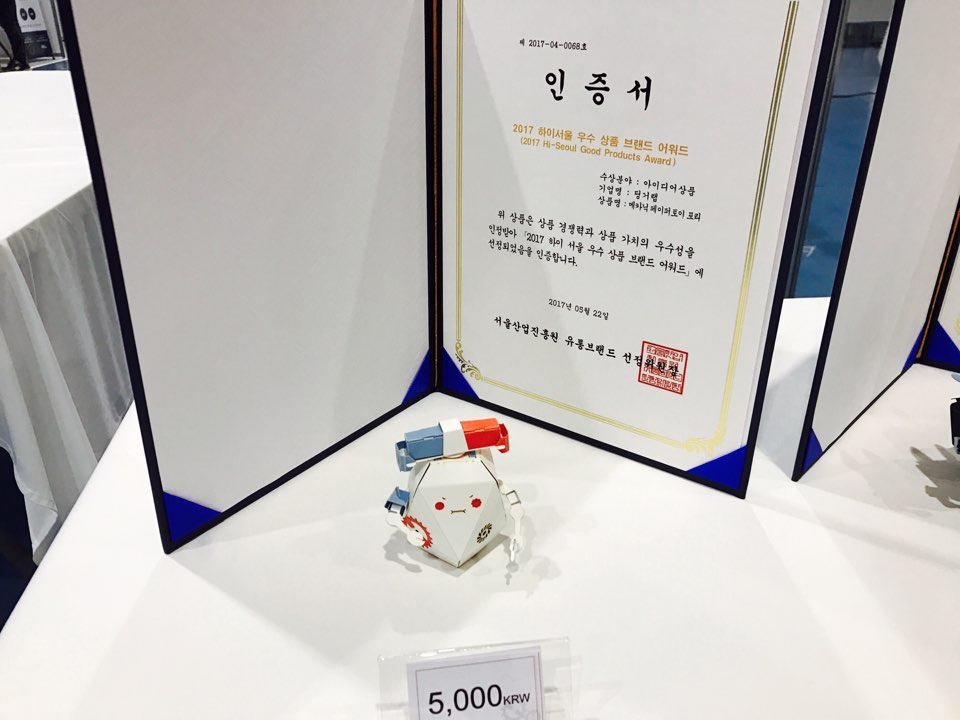 제 2017-04-0068호
인증서
2017 하이서울 우수 상품 브랜드 어워드
(2017 Hi-Seoul Good Products Award)
수상분야 : 아이디어상품
기업명 : 딩거랩
상품명 : 메카닉 페이퍼토이 로리
위 상품은 상품 경쟁력과 상품 가치의 우수성을
인정받아 「2017 하이 서울 우수 상품 브랜드 어워드」에
선정되었음을 인증합니다.
2017년 05월 22일
서울산업진흥원 유통브랜드 선정위원장
5,000KRW